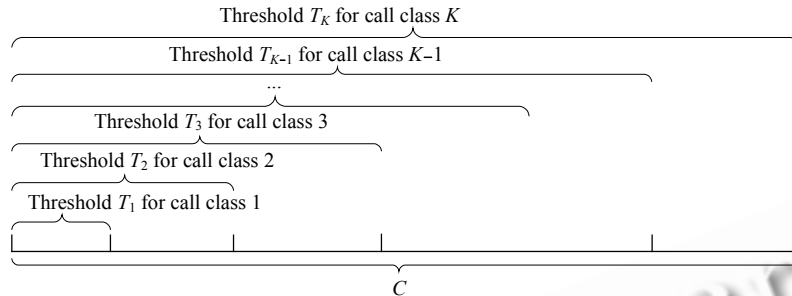 Threshold T_K for call class K
Threshold T_{K−1} for call class K−1
...
Threshold T_3 for call class 3
Threshold T_2 for call class 2
Threshold T_1 for call class 1
C